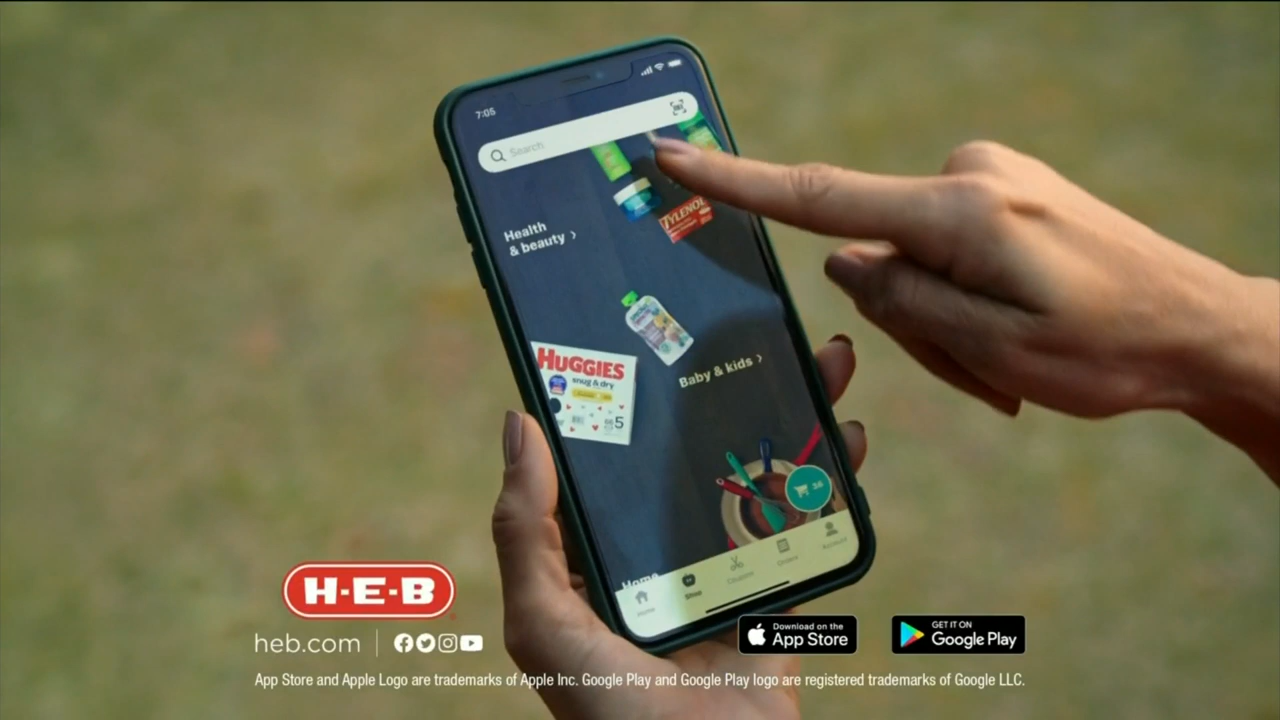 7:05
Search
TYLENOL
Health
& beauty >
HUGGIES
snug & dry
5
Baby & kids >
36
Home
Home
Shop
Coupons
Orders
Account
H-E-B
heb.com
Download on the
App Store
GET IT ON
Google Play
App Store and Apple Logo are trademarks of Apple Inc. Google Play and Google Play logo are registered trademarks of Google LLC.